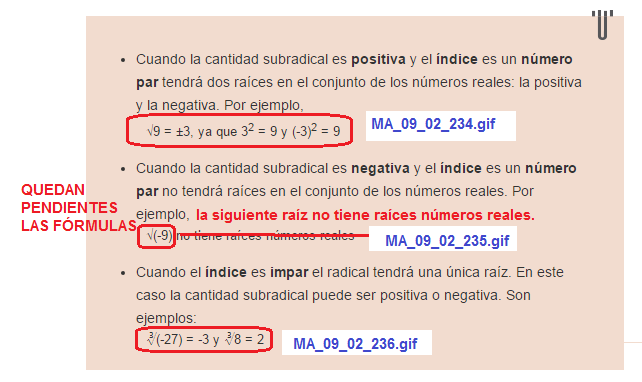 • Cuando la cantidad subradical es positiva y el índice es un número
par tendrá dos raíces en el conjunto de los números reales: la positiva
y la negativa. Por ejemplo,
√9 = ±3, ya que 3² = 9 y (-3)² = 9
MA_09_02_234.gif
• Cuando la cantidad subradical es negativa y el índice es un número
par no tendrá raíces en el conjunto de los números reales. Por
ejemplo, la siguiente raíz no tiene raíces números reales.
QUEDAN
PENDIENTES
LAS FÓRMULAS
√(-9) no tiene raíces números reales
MA_09_02_235.gif
• Cuando el índice es impar el radical tendrá una única raíz. En este
caso la cantidad subradical puede ser positiva o negativa. Son
ejemplos:
∛(-27) = -3 y ∛8 = 2
MA_09_02_236.gif